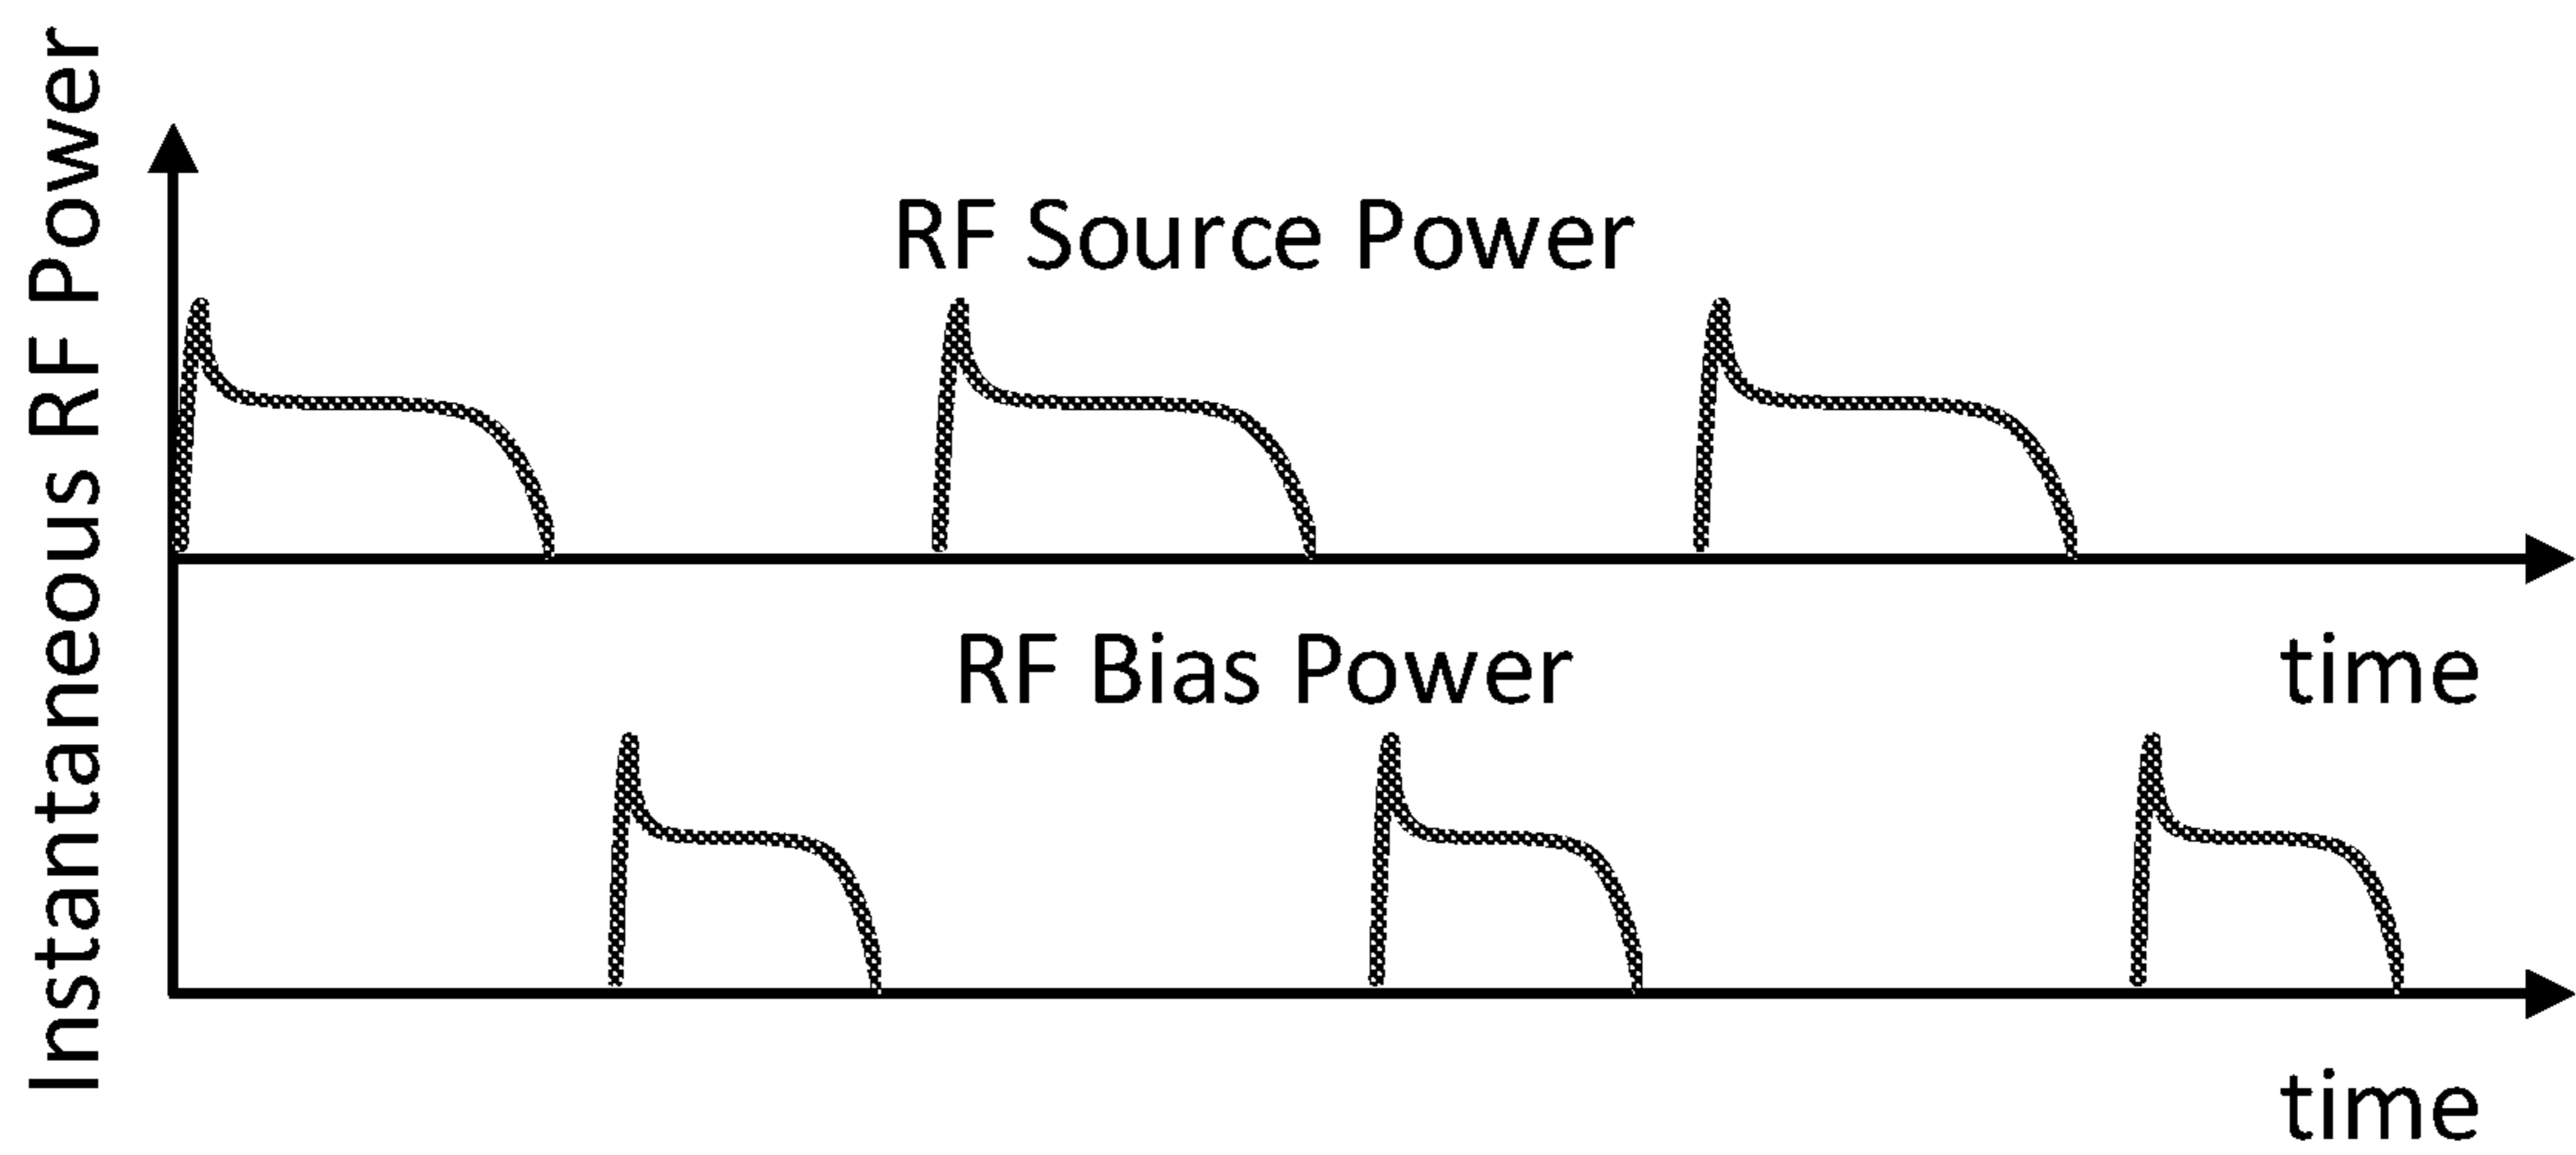 Instantaneous RF Power
RF Source Power
time
RF Bias Power
time